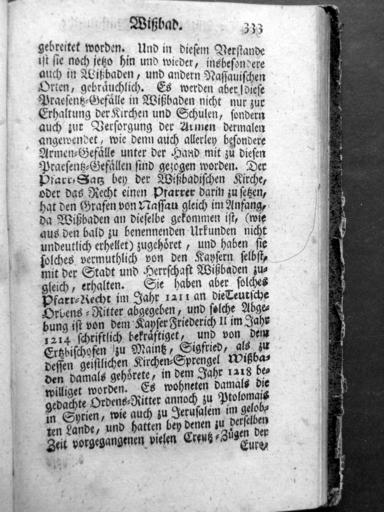 Wißbad. 333
gebreitet worden. Und in diesem Verstande
ist sie noch jetzo hin und wieder, insbesondere
auch in Wißbaden, und andern Nassauischen
Orten, gebräuchlich. Es werden aber diese
Praesentz-Gefälle in Wißbaden nicht nur zur
Erhaltung der Kirchen und Schulen, sondern
auch zur Versorgung der Armen dermalen
angewendet, wie denn auch allerley besondere
Armen-Gefälle unter der Hand mit zu diesen
Praesentz-Gefällen sind gezogen worden. Der
Pfarr-Satz bey der Wißbadischen Kirche,
oder das Recht einen Pfarrer darin zu setzen,
hat den Grafen von Nassau gleich im Anfang,
da Wißbaden an dieselbe gekommen ist, (wie
aus den bald zu benennenden Urkunden nicht
undeutlich erhellet) zugehöret, und haben sie
solches vermuthlich von den Kaysern selbst,
mit der Stadt und Herrschaft Wißbaden zu-
gleich, erhalten. Sie haben aber solches
Pfarr-Recht im Jahr 1211 an die Teutsche
Ordens-Ritter abgegeben, und solche Abge-
bung ist von dem Kayser Friederich II im Jahr
1214 schriftlich bekräftiget, und von dem
Ertzbischofen zu Maintz, Sigfried, als zu
dessen geistlichen Kirchen-Sprengel Wißba-
den damals gehörete, in dem Jahr 1218 be-
williget worden. Es wohneten damals die
gedachte Ordens-Ritter annoch zu Ptolomais
in Syrien, wie auch zu Jerusalem im gelob-
ten Lande, und hatten bey denen zu derselben
Zeit vorgegangenen vielen Creutz-Zügen der
Euro-